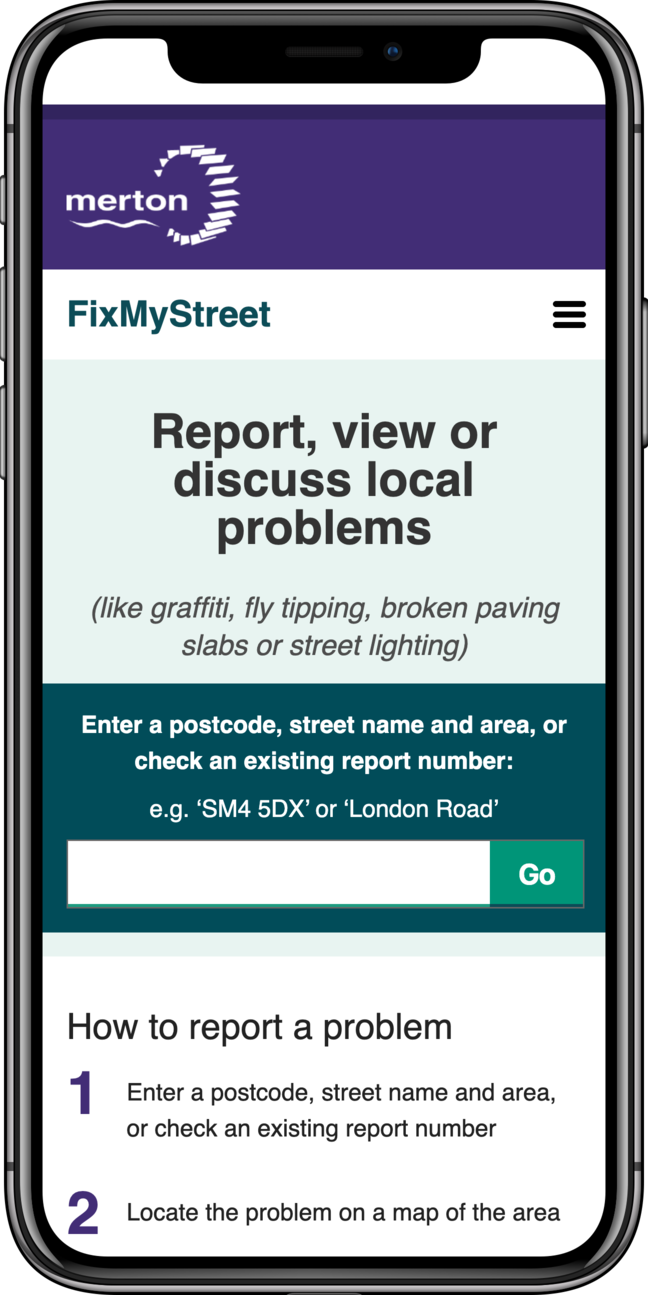 merton
FixMyStreet
Report, view or
discuss local
problems
(like graffiti, fly tipping, broken paving
slabs or street lighting)
Enter a postcode, street name and area, or
check an existing report number:
e.g. ‘SM4 5DX’ or ‘London Road’
Go
How to report a problem
1
Enter a postcode, street name and area,
or check an existing report number
2
Locate the problem on a map of the area